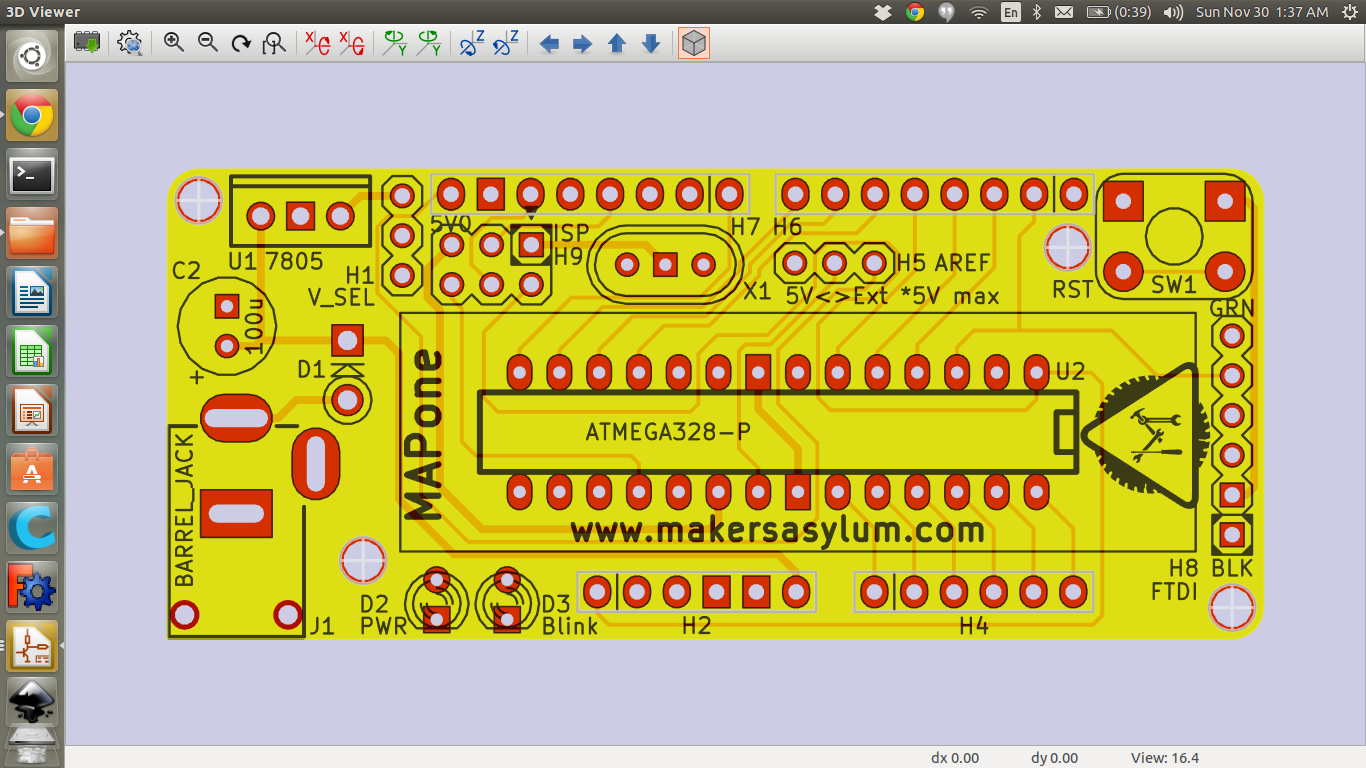 3D Viewer
En
(0:39)
Sun Nov 30 1:37 AM
X
X
Y
Y
Z
Z
5VO
ISP
H9
H7
H6
U1 7805
H1
V_SEL
C2
100u
+
X1
H5 AREF
5V<>Ext *5V max
RST
SW1
GRN
D1
U2
MAPone
ATMEGA328-P
BARREL_JACK
www.makersasylum.com
H8 BLK
FTDI
D2
PWR
D3
Blink
H2
H4
J1
dx 0.00
dy 0.00
View: 16.4